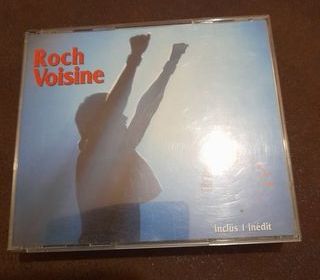 Roch
Voisine
inclus 1 inédit